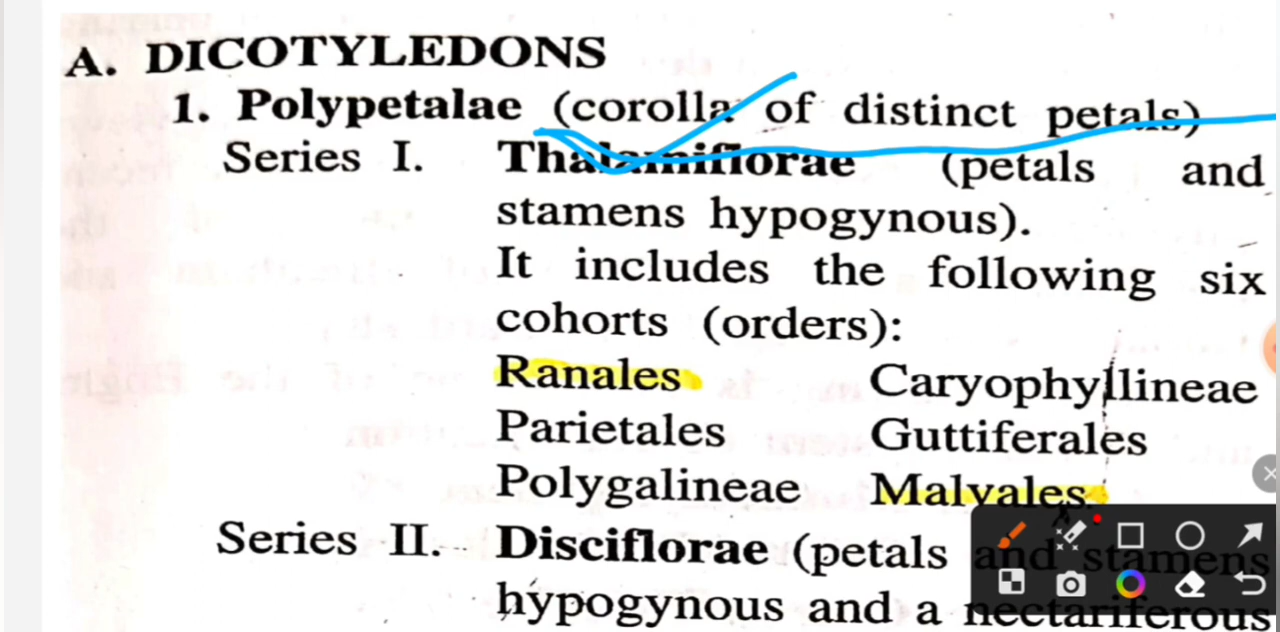 A. DICOTYLEDONS
1. Polypetalae (corolla of distinct petals)
Series I. Thalamiflorae (petals and
stamens hypogynous).
It includes the following six
cohorts (orders):
Ranales Caryophyllineae
Parietales Guttiferales
Polygalineae Malvales.
Series II. Disciflorae (petals and stamens
hypogynous and a nectariferous